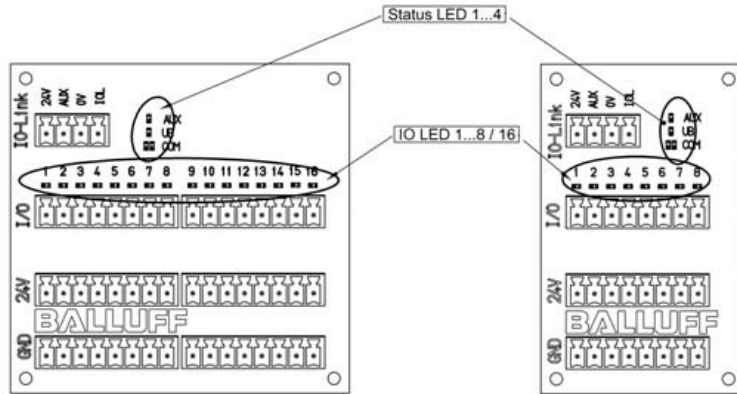 Status LED 1...4
IO LED 1...8 / 16
IO-Link
24V
AUX
0V
IOL
AUX
UB
COM
1 2 3 4 5 6 7 8 9 10 11 12 13 14 15 16
I/O
24V
BALLUFF
GND
IO-Link
24V
AUX
0V
IOL
AUX
UB
COM
1 2 3 4 5 6 7 8
I/O
24V
BALLUFF
GND